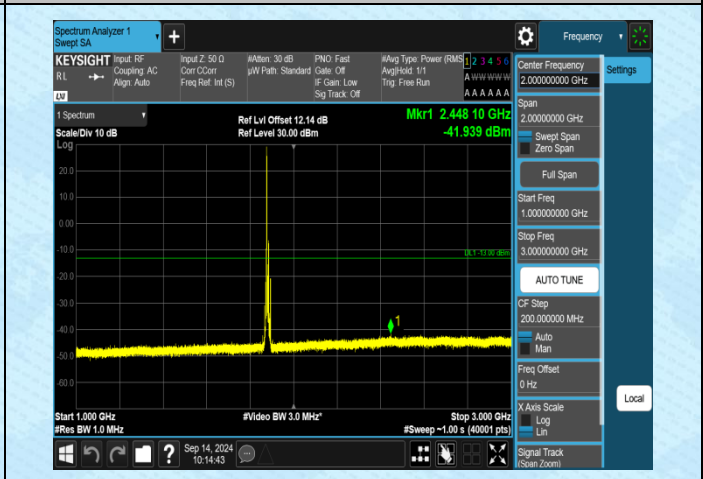 Spectrum Analyzer 1
Swept SA
+
Frequency
KEYSIGHT
RL
LXI
Input: RF
Coupling: AC
Align: Auto
Input Z: 50 Ω
Corr CCorr
Freq Ref: Int (S)
#Atten: 30 dB
µW Path: Standard
PNO: Fast
Gate: Off
IF Gain: Low
Sig Track: Off
#Avg Type: Power (RMS
Avg|Hold: 1/1
Trig: Free Run
1 2 3 4 5 6
A W W W W W
A A A A A A
1 Spectrum
Scale/Div 10 dB
Log
Ref Lvl Offset 12.14 dB
Ref Level 30.00 dBm
Mkr1 2.448 10 GHz
-41.939 dBm
20.0
10.0
0.00
-10.0
DL1 -13.00 dBm
-20.0
-30.0
-40.0
1
-50.0
-60.0
Start 1.000 GHz
#Res BW 1.0 MHz
#Video BW 3.0 MHz*
Stop 3.000 GHz
#Sweep ~1.00 s (40001 pts)
Center Frequency
2.000000000 GHz
Settings
Span
2.00000000 GHz
Swept Span
Zero Span
Full Span
Start Freq
1.000000000 GHz
Stop Freq
3.000000000 GHz
AUTO TUNE
CF Step
200.000000 MHz
Auto
Man
Freq Offset
0 Hz
X Axis Scale
Log
Lin
Local
Signal Track
(Span Zoom)
?
Sep 14, 2024
10:14:43